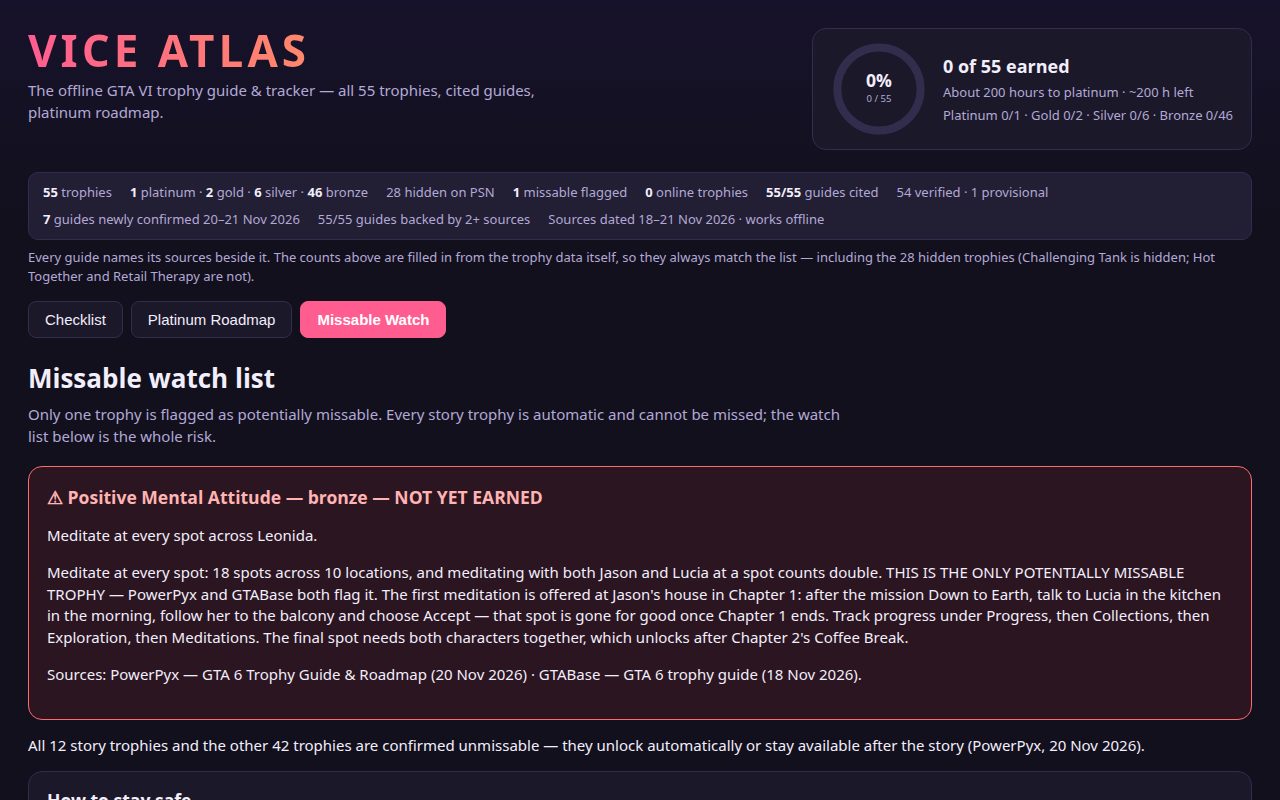 VICE ATLAS
The offline GTA VI trophy guide & tracker — all 55 trophies, cited guides,
platinum roadmap.
0%
0 / 55
0 of 55 earned
About 200 hours to platinum · ~200 h left
Platinum 0/1 · Gold 0/2 · Silver 0/6 · Bronze 0/46
55 trophies 1 platinum · 2 gold · 6 silver · 46 bronze 28 hidden on PSN 1 missable flagged 0 online trophies 55/55 guides cited 54 verified · 1 provisional
7 guides newly confirmed 20–21 Nov 2026 55/55 guides backed by 2+ sources Sources dated 18–21 Nov 2026 · works offline
Every guide names its sources beside it. The counts above are filled in from the trophy data itself, so they always match the list — including the 28 hidden trophies (Challenging Tank is hidden; Hot
Together and Retail Therapy are not).
Checklist Platinum Roadmap Missable Watch
Missable watch list
Only one trophy is flagged as potentially missable. Every story trophy is automatic and cannot be missed; the watch
list below is the whole risk.
⚠ Positive Mental Attitude — bronze — NOT YET EARNED
Meditate at every spot across Leonida.
Meditate at every spot: 18 spots across 10 locations, and meditating with both Jason and Lucia at a spot counts double. THIS IS THE ONLY POTENTIALLY MISSABLE
TROPHY — PowerPyx and GTABase both flag it. The first meditation is offered at Jason's house in Chapter 1: after the mission Down to Earth, talk to Lucia in the kitchen
in the morning, follow her to the balcony and choose Accept — that spot is gone for good once Chapter 1 ends. Track progress under Progress, then Collections, then
Exploration, then Meditations. The final spot needs both characters together, which unlocks after Chapter 2's Coffee Break.
Sources: PowerPyx — GTA 6 Trophy Guide & Roadmap (20 Nov 2026) · GTABase — GTA 6 trophy guide (18 Nov 2026).
All 12 story trophies and the other 42 trophies are confirmed unmissable — they unlock automatically or stay available after the story (PowerPyx, 20 Nov 2026).
How to stay safe